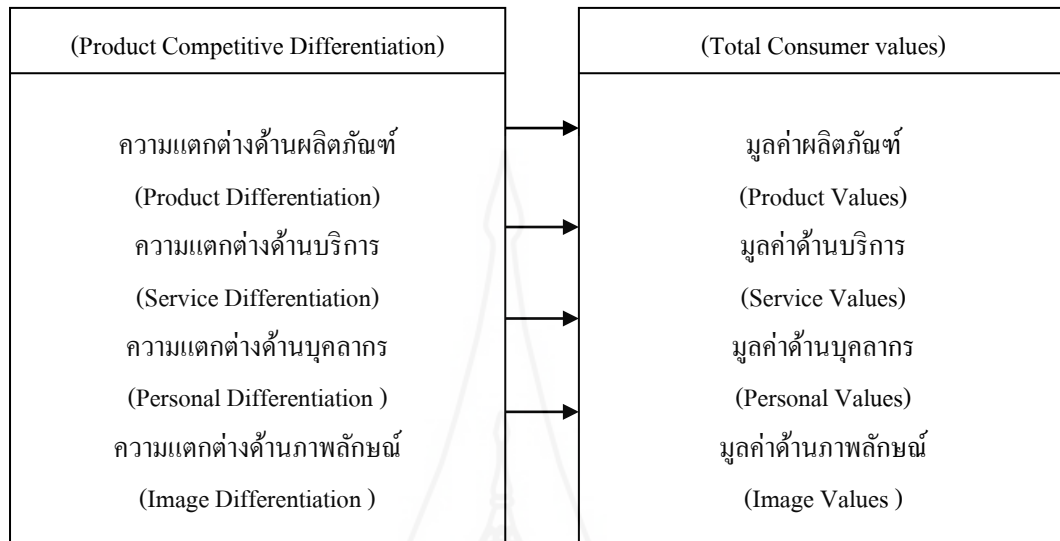 (Product Competitive Differentiation)
ความแตกต่างด้านผลิตภัณฑ์
(Product Differentiation)
ความแตกต่างด้านบริการ
(Service Differentiation)
ความแตกต่างด้านบุคลากร
(Personal Differentiation )
ความแตกต่างด้านภาพลักษณ์
(Image Differentiation )
(Total Consumer values)
มูลค่าผลิตภัณฑ์
(Product Values)
มูลค่าด้านบริการ
(Service Values)
มูลค่าด้านบุคลากร
(Personal Values)
มูลค่าด้านภาพลักษณ์
(Image Values )